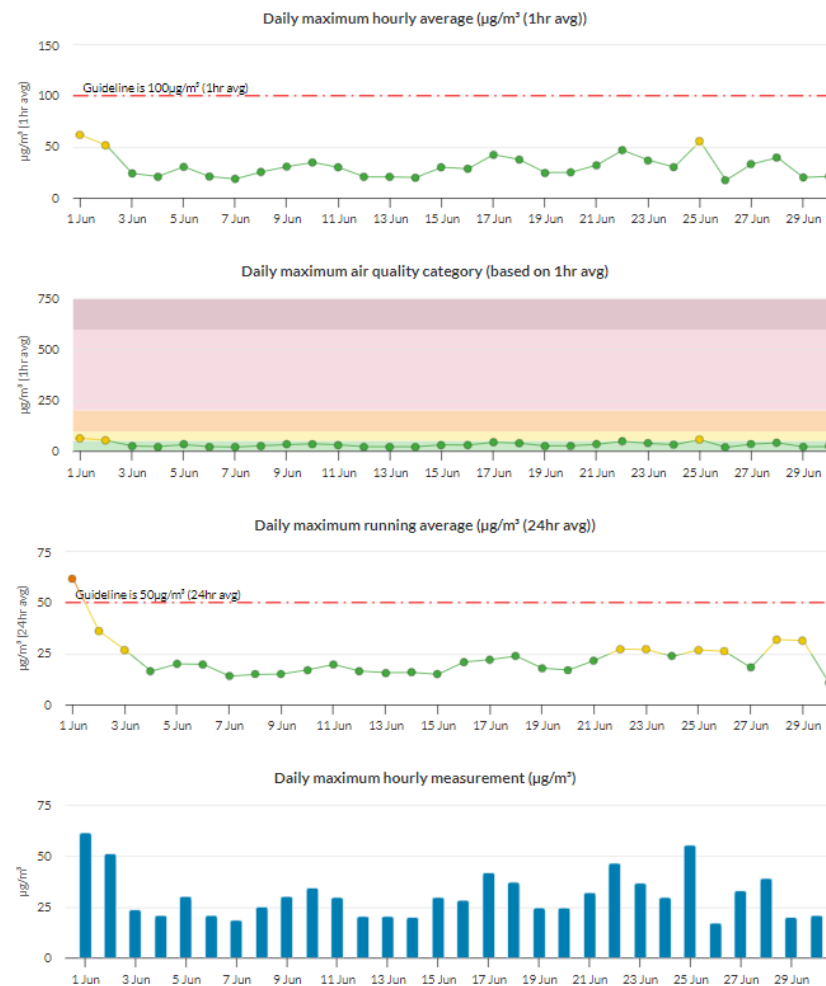 Daily maximum hourly average (µg/m³ (1hr avg))
150
Guideline is 100µg/m³ (1hr avg)
100
µg/m³ (1hr avg)
50
0
1 Jun 3 Jun 5 Jun 7 Jun 9 Jun 11 Jun 13 Jun 15 Jun 17 Jun 19 Jun 21 Jun 23 Jun 25 Jun 27 Jun 29 Jun
Daily maximum air quality category (based on 1hr avg)
750
500
µg/m³ (1hr avg)
250
0
1 Jun 3 Jun 5 Jun 7 Jun 9 Jun 11 Jun 13 Jun 15 Jun 17 Jun 19 Jun 21 Jun 23 Jun 25 Jun 27 Jun 29 Jun
Daily maximum running average (µg/m³ (24hr avg))
75
Guideline is 50µg/m³ (24hr avg)
50
µg/m³ (24hr avg)
25
0
1 Jun 3 Jun 5 Jun 7 Jun 9 Jun 11 Jun 13 Jun 15 Jun 17 Jun 19 Jun 21 Jun 23 Jun 25 Jun 27 Jun 29 Jun
Daily maximum hourly measurement (µg/m³)
75
50
µg/m³
25
0
1 Jun 3 Jun 5 Jun 7 Jun 9 Jun 11 Jun 13 Jun 15 Jun 17 Jun 19 Jun 21 Jun 23 Jun 25 Jun 27 Jun 29 Jun